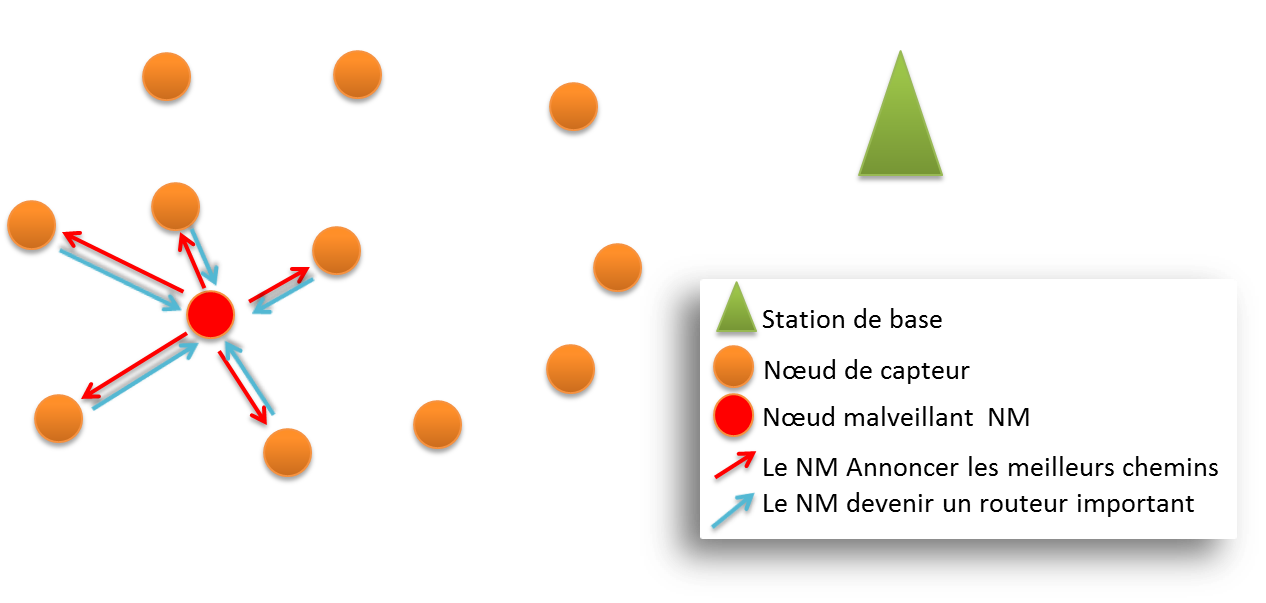 Station de base
Nœud de capteur
Nœud malveillant  NM
Le NM Annoncer les meilleurs chemins
Le NM devenir un routeur important